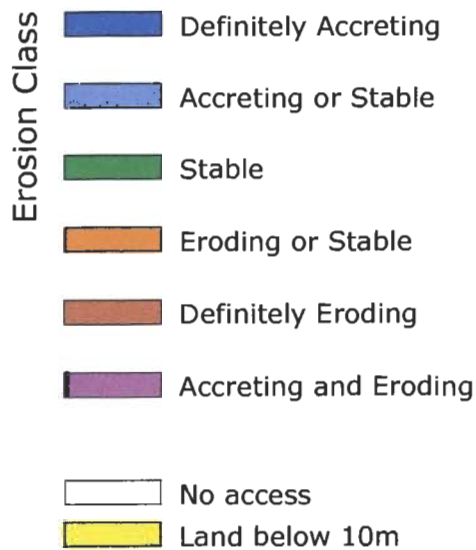 Erosion Class
Definitely Accreting
Accreting or Stable
Stable
Eroding or Stable
Definitely Eroding
Accreting and Eroding
No access
Land below 10m